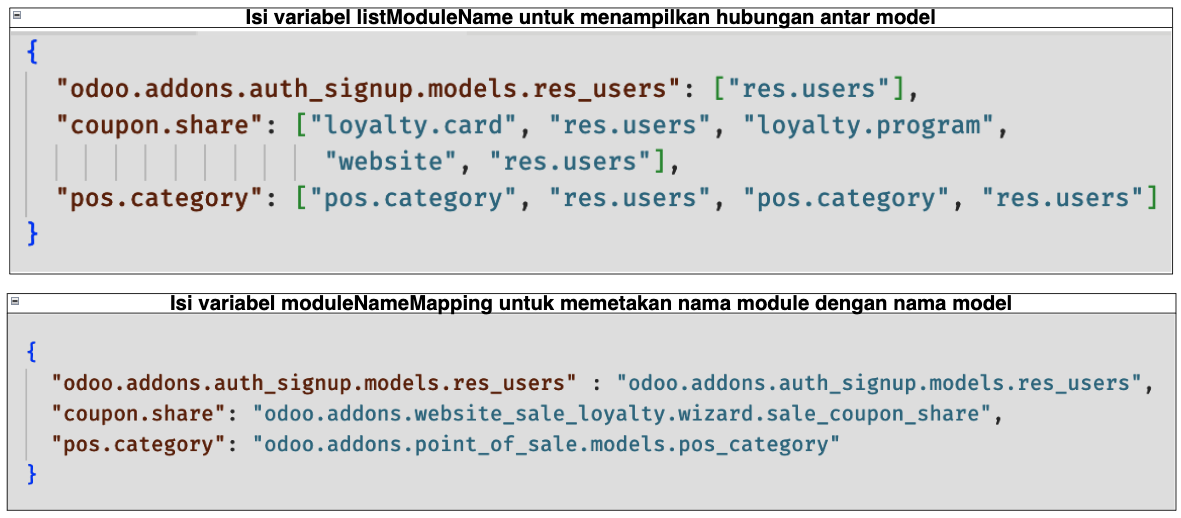 Isi variabel listModuleName untuk menampilkan hubungan antar model
{
"odoo.addons.auth_signup.models.res_users": ["res.users"],
"coupon.share": ["loyalty.card", "res.users", "loyalty.program",
"website", "res.users"],
"pos.category": ["pos.category", "res.users", "pos.category", "res.users"]
}
Isi variabel moduleNameMapping untuk memetakan nama module dengan nama model
{
"odoo.addons.auth_signup.models.res_users" : "odoo.addons.auth_signup.models.res_users",
"coupon.share": "odoo.addons.website_sale_loyalty.wizard.sale_coupon_share",
"pos.category": "odoo.addons.point_of_sale.models.pos_category"
}